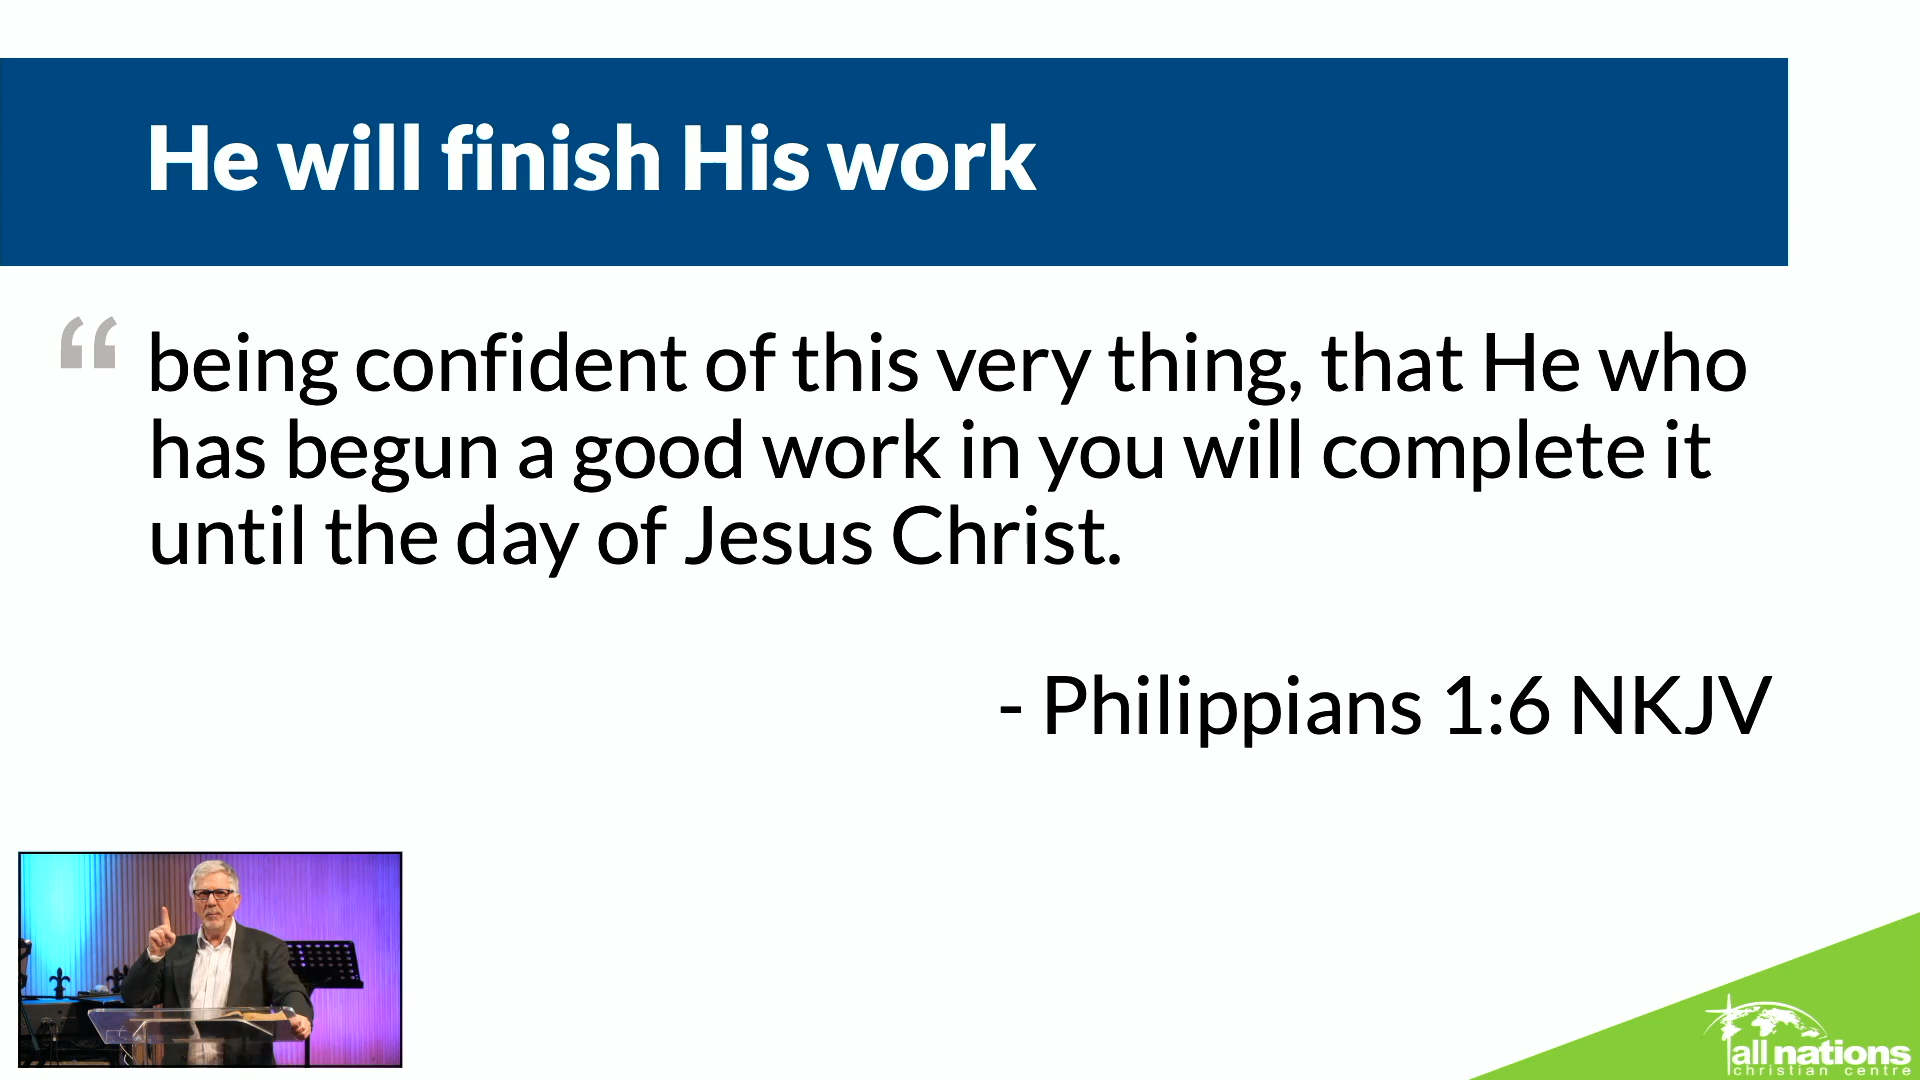 He will finish His work
“ being confident of this very thing, that He who
has begun a good work in you will complete it
until the day of Jesus Christ.
- Philippians 1:6 NKJV
all nations
christian centre